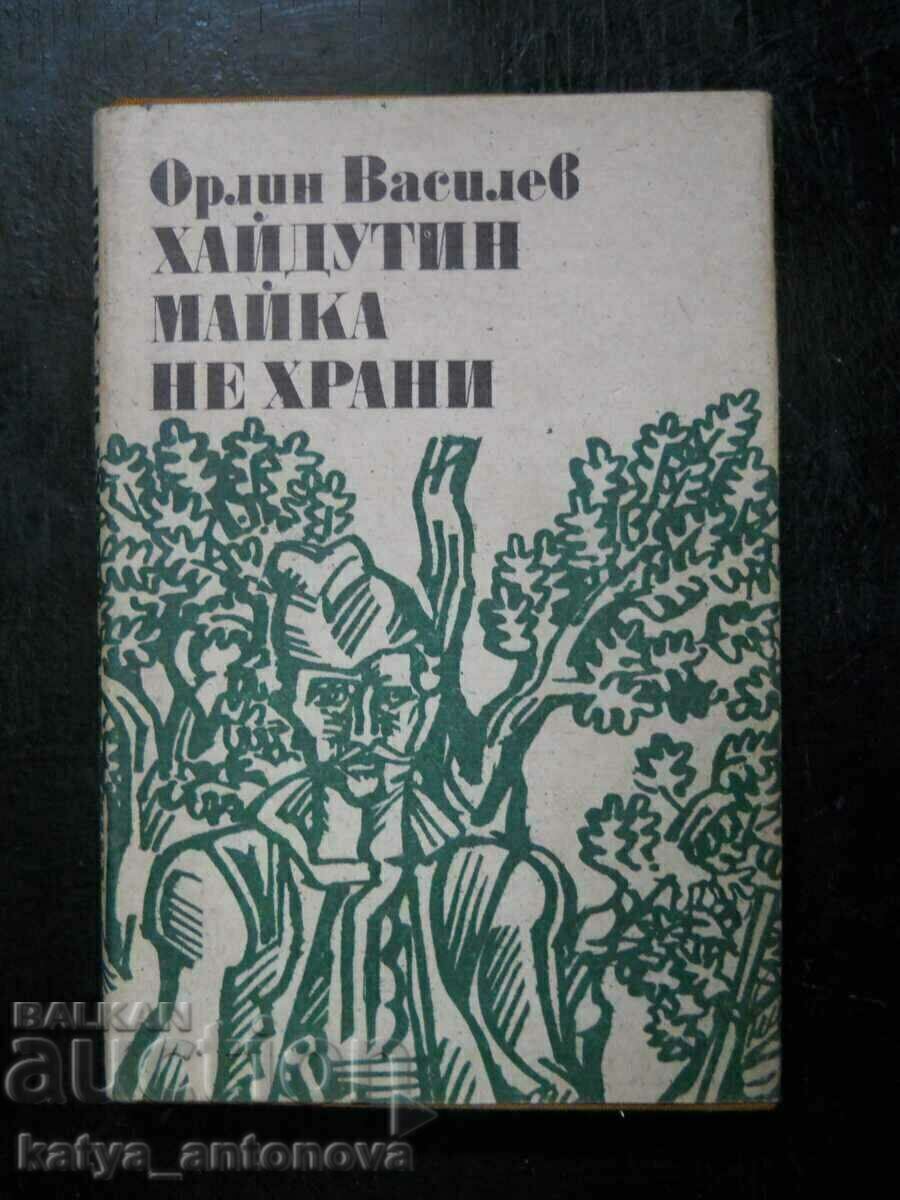 Орлин Василев
ХАЙДУТИН
МАЙКА
НЕ ХРАНИ
BALKAN
auction
katya_antonova